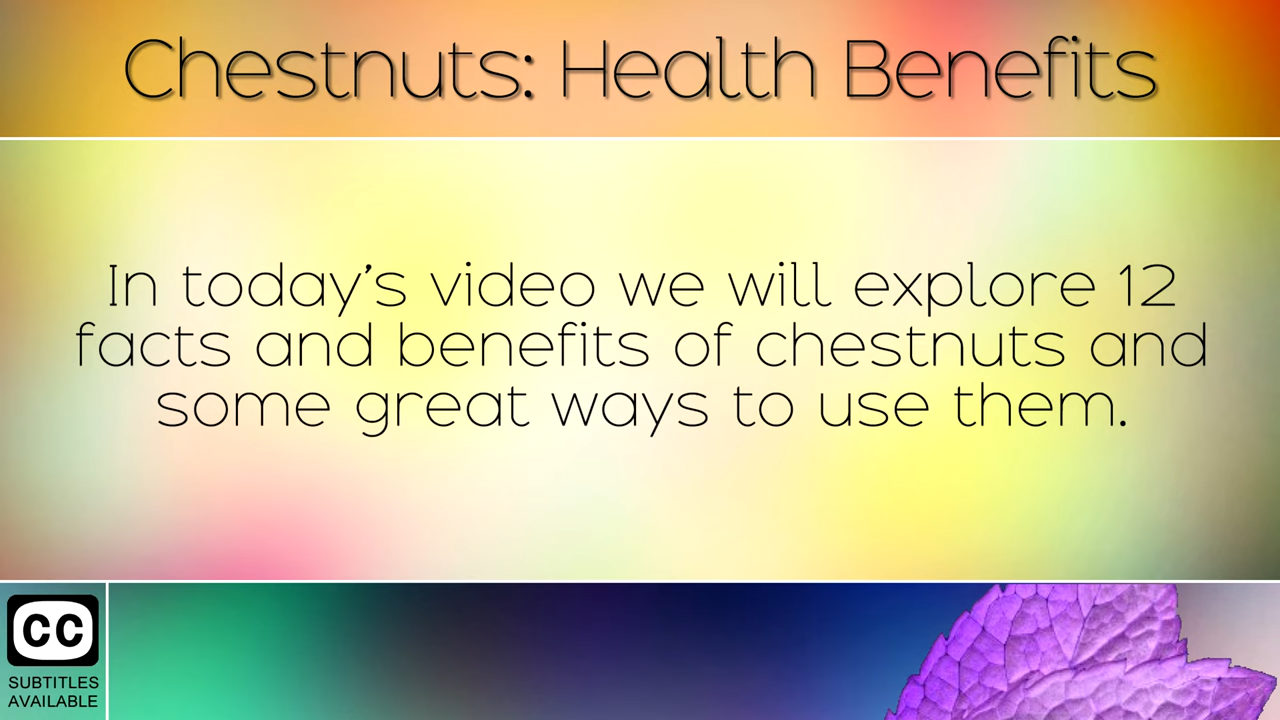 Chestnuts: Health Benefits
In today's video we will explore 12
facts and benefits of chestnuts and
some great ways to use them.
CC
SUBTITLES
AVAILABLE